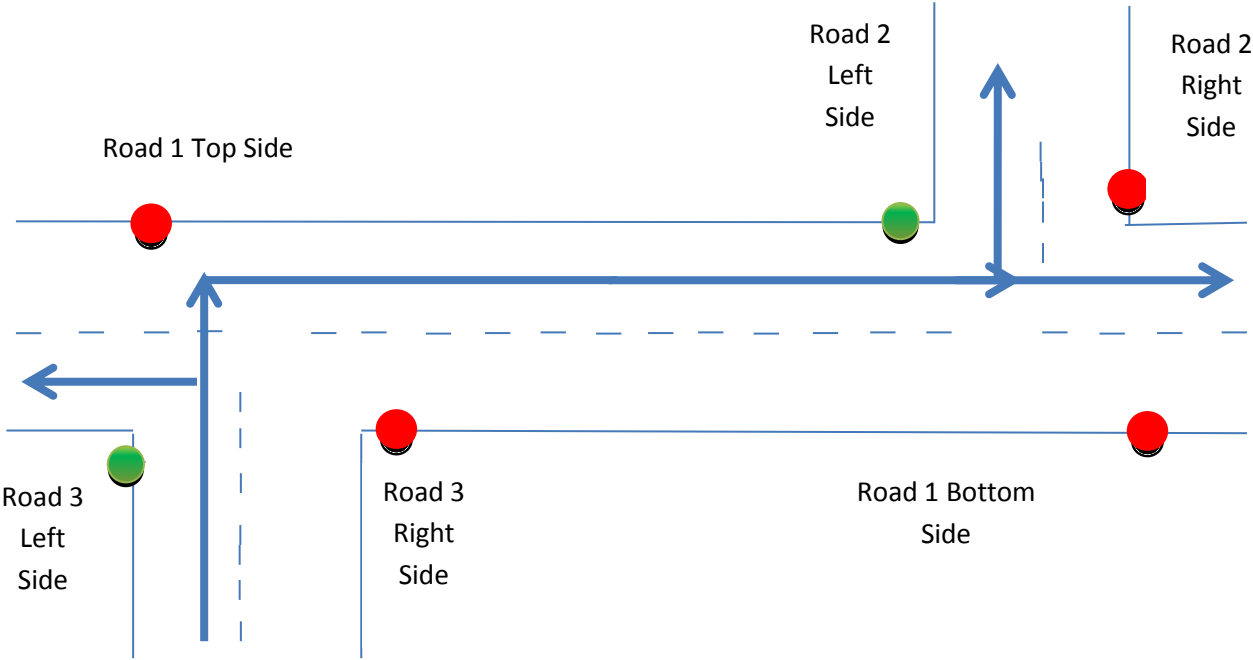 Road 2
Left
Side
Road 2
Right
Side
Road 1 Top Side
Road 3
Left
Side
Road 3
Right
Side
Road 1 Bottom
Side